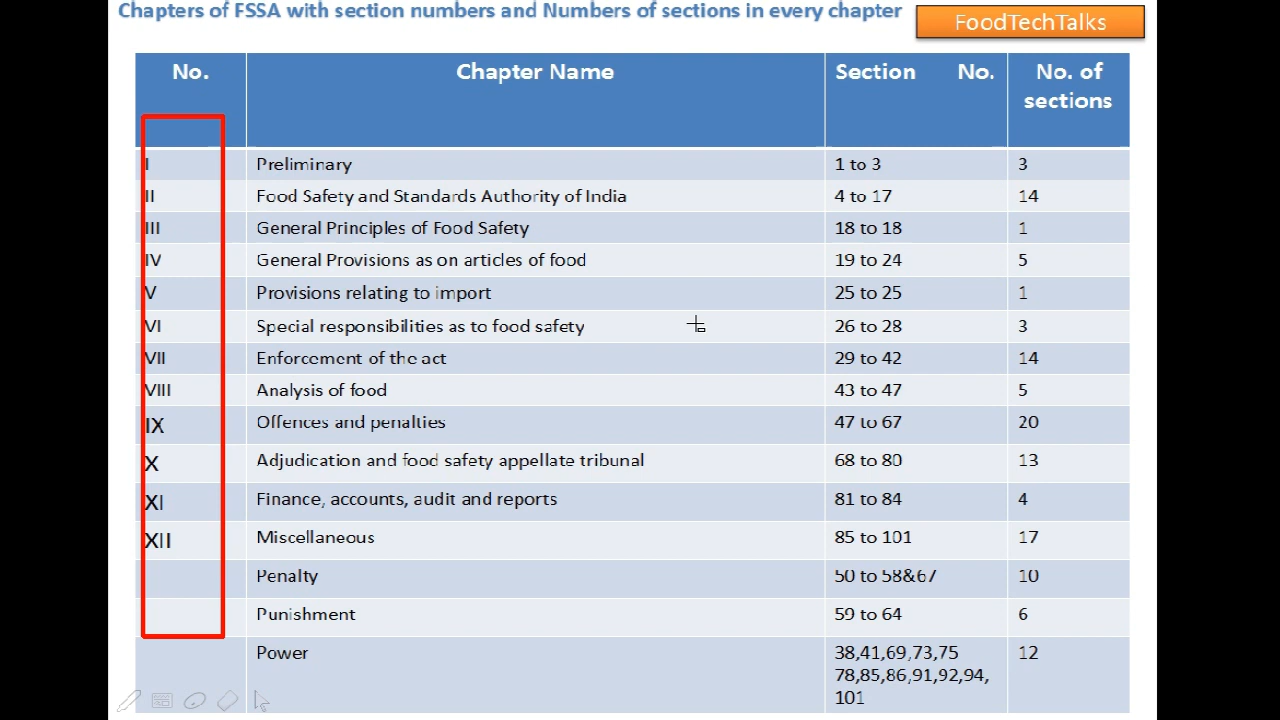 Chapters of FSSA with section numbers and Numbers of sections in every chapter
FoodTechTalks
No. Chapter Name Section No. No. of sections
I Preliminary 1 to 3 3
II Food Safety and Standards Authority of India 4 to 17 14
III General Principles of Food Safety 18 to 18 1
IV General Provisions as on articles of food 19 to 24 5
V Provisions relating to import 25 to 25 1
VI Special responsibilities as to food safety 26 to 28 3
VII Enforcement of the act 29 to 42 14
VIII Analysis of food 43 to 47 5
IX Offences and penalties 47 to 67 20
X Adjudication and food safety appellate tribunal 68 to 80 13
XI Finance, accounts, audit and reports 81 to 84 4
XII Miscellaneous 85 to 101 17
Penalty 50 to 58&67 10
Punishment 59 to 64 6
Power 38,41,69,73,75 12
78,85,86,91,92,94,
101